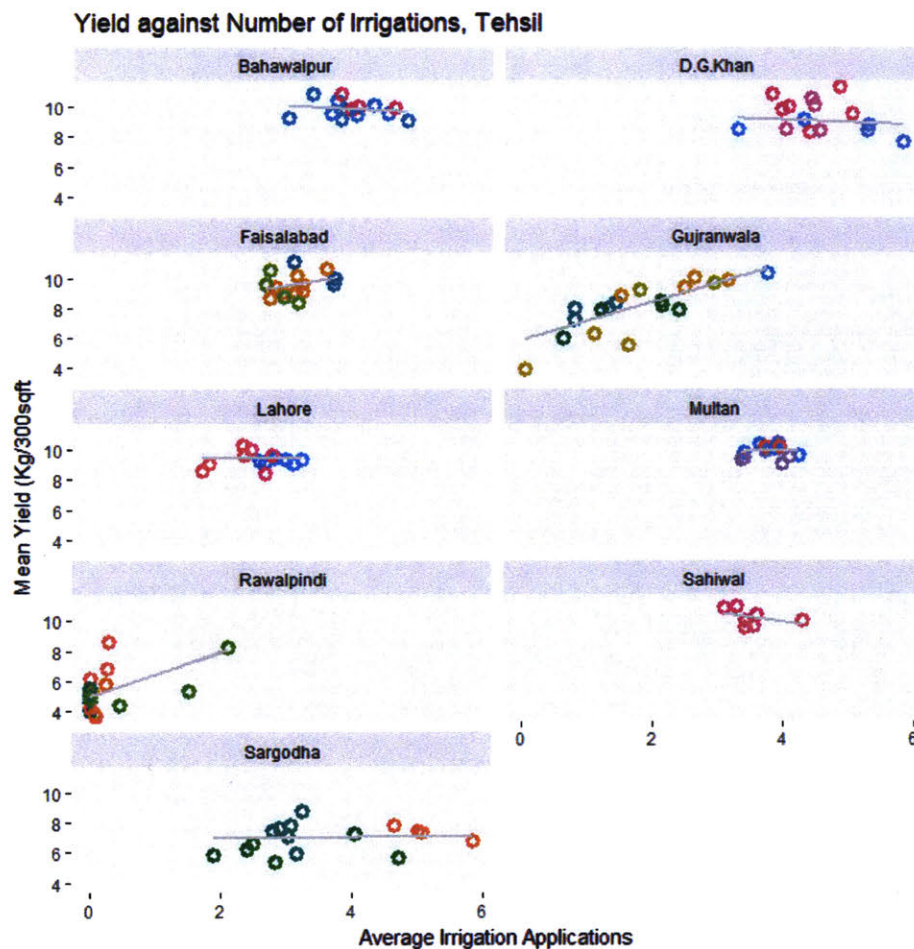 Yield against Number of Irrigations, Tehsil
Bahawalpur
D.G.Khan
10
8
6
4
Faisalabad
Gujranwala
10
8
6
4
Lahore
Multan
10
8
6
4
Rawalpindi
Sahiwal
10
8
6
4
0
2
4
6
Sargodha
10
8
6
4
0
2
4
6
Mean Yield (Kg/300sqft
Average Irrigation Applications